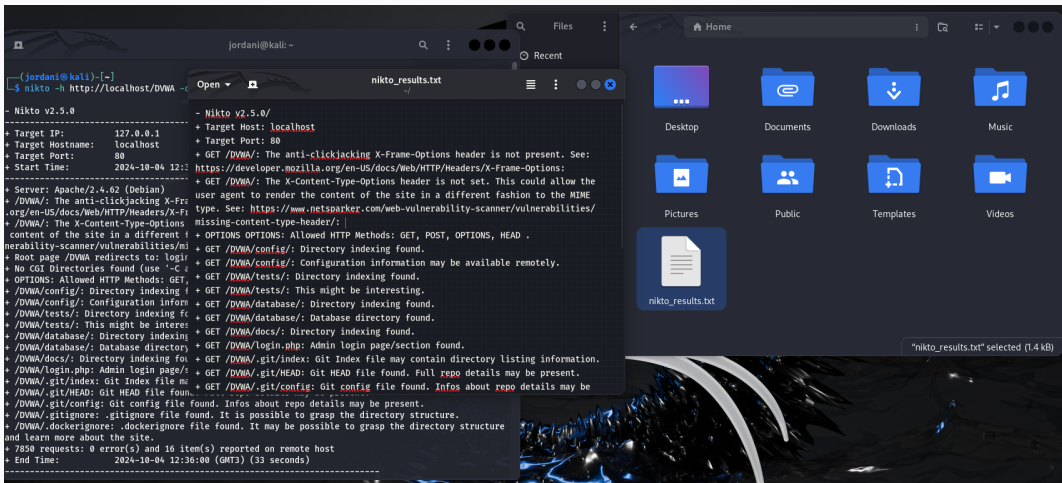 jordani@kali: ~
(jordani㉿kali)-[~]
$ nikto -h http://localhost/DVWA -
- Nikto v2.5.0
+ Target IP: 127.0.0.1
+ Target Hostname: localhost
+ Target Port: 80
+ Start Time: 2024-10-04 12:3
+ Server: Apache/2.4.62 (Debian)
+ /DVWA/: The anti-clickjacking X-Fra
.org/en-US/docs/Web/HTTP/Headers/X-Fr
+ /DVWA/: The X-Content-Type-Options
content of the site in a different f
nerability-scanner/vulnerabilities/mi
+ Root page /DVWA redirects to: login
+ No CGI Directories found (use '-C a
+ OPTIONS: Allowed HTTP Methods: GET,
+ /DVWA/config/: Directory indexing f
+ /DVWA/config/: Configuration inform
+ /DVWA/tests/: Directory indexing fo
+ /DVWA/tests/: This might be interes
+ /DVWA/database/: Directory indexing
+ /DVWA/database/: Database directory
+ /DVWA/docs/: Directory indexing fou
+ /DVWA/login.php: Admin login page/s
+ /DVWA/.git/index: Git Index file ma
+ /DVWA/.git/HEAD: Git HEAD file foun
+ /DVWA/.git/config: Git config file found. Infos about repo details may be present.
+ /DVWA/.gitignore: .gitignore file found. It is possible to grasp the directory structure.
+ /DVWA/.dockerignore: .dockerignore file found. It may be possible to grasp the directory structure
and learn more about the site.
+ 7850 requests: 0 error(s) and 16 item(s) reported on remote host
+ End Time: 2024-10-04 12:36:00 (GMT3) (33 seconds)
Open
nikto_results.txt
~/
- Nikto v2.5.0/
+ Target Host: localhost
+ Target Port: 80
+ GET /DVWA/: The anti-clickjacking X-Frame-Options header is not present. See:
https://developer.mozilla.org/en-US/docs/Web/HTTP/Headers/X-Frame-Options:
+ GET /DVWA/: The X-Content-Type-Options header is not set. This could allow the
user agent to render the content of the site in a different fashion to the MIME
type. See: https://www.netsparker.com/web-vulnerability-scanner/vulnerabilities/
missing-content-type-header/:
+ OPTIONS OPTIONS: Allowed HTTP Methods: GET, POST, OPTIONS, HEAD .
+ GET /DVWA/config/: Directory indexing found.
+ GET /DVWA/config/: Configuration information may be available remotely.
+ GET /DVWA/tests/: Directory indexing found.
+ GET /DVWA/tests/: This might be interesting.
+ GET /DVWA/database/: Directory indexing found.
+ GET /DVWA/database/: Database directory found.
+ GET /DVWA/docs/: Directory indexing found.
+ GET /DVWA/login.php: Admin login page/section found.
+ GET /DVWA/.git/index: Git Index file may contain directory listing information.
+ GET /DVWA/.git/HEAD: Git HEAD file found. Full repo details may be present.
+ GET /DVWA/.git/config: Git config file found. Infos about repo details may be
Files
Recent
Home
Desktop
Documents
Downloads
Music
Pictures
Public
Templates
Videos
nikto_results.txt
"nikto_results.txt" selected (1.4 kB)